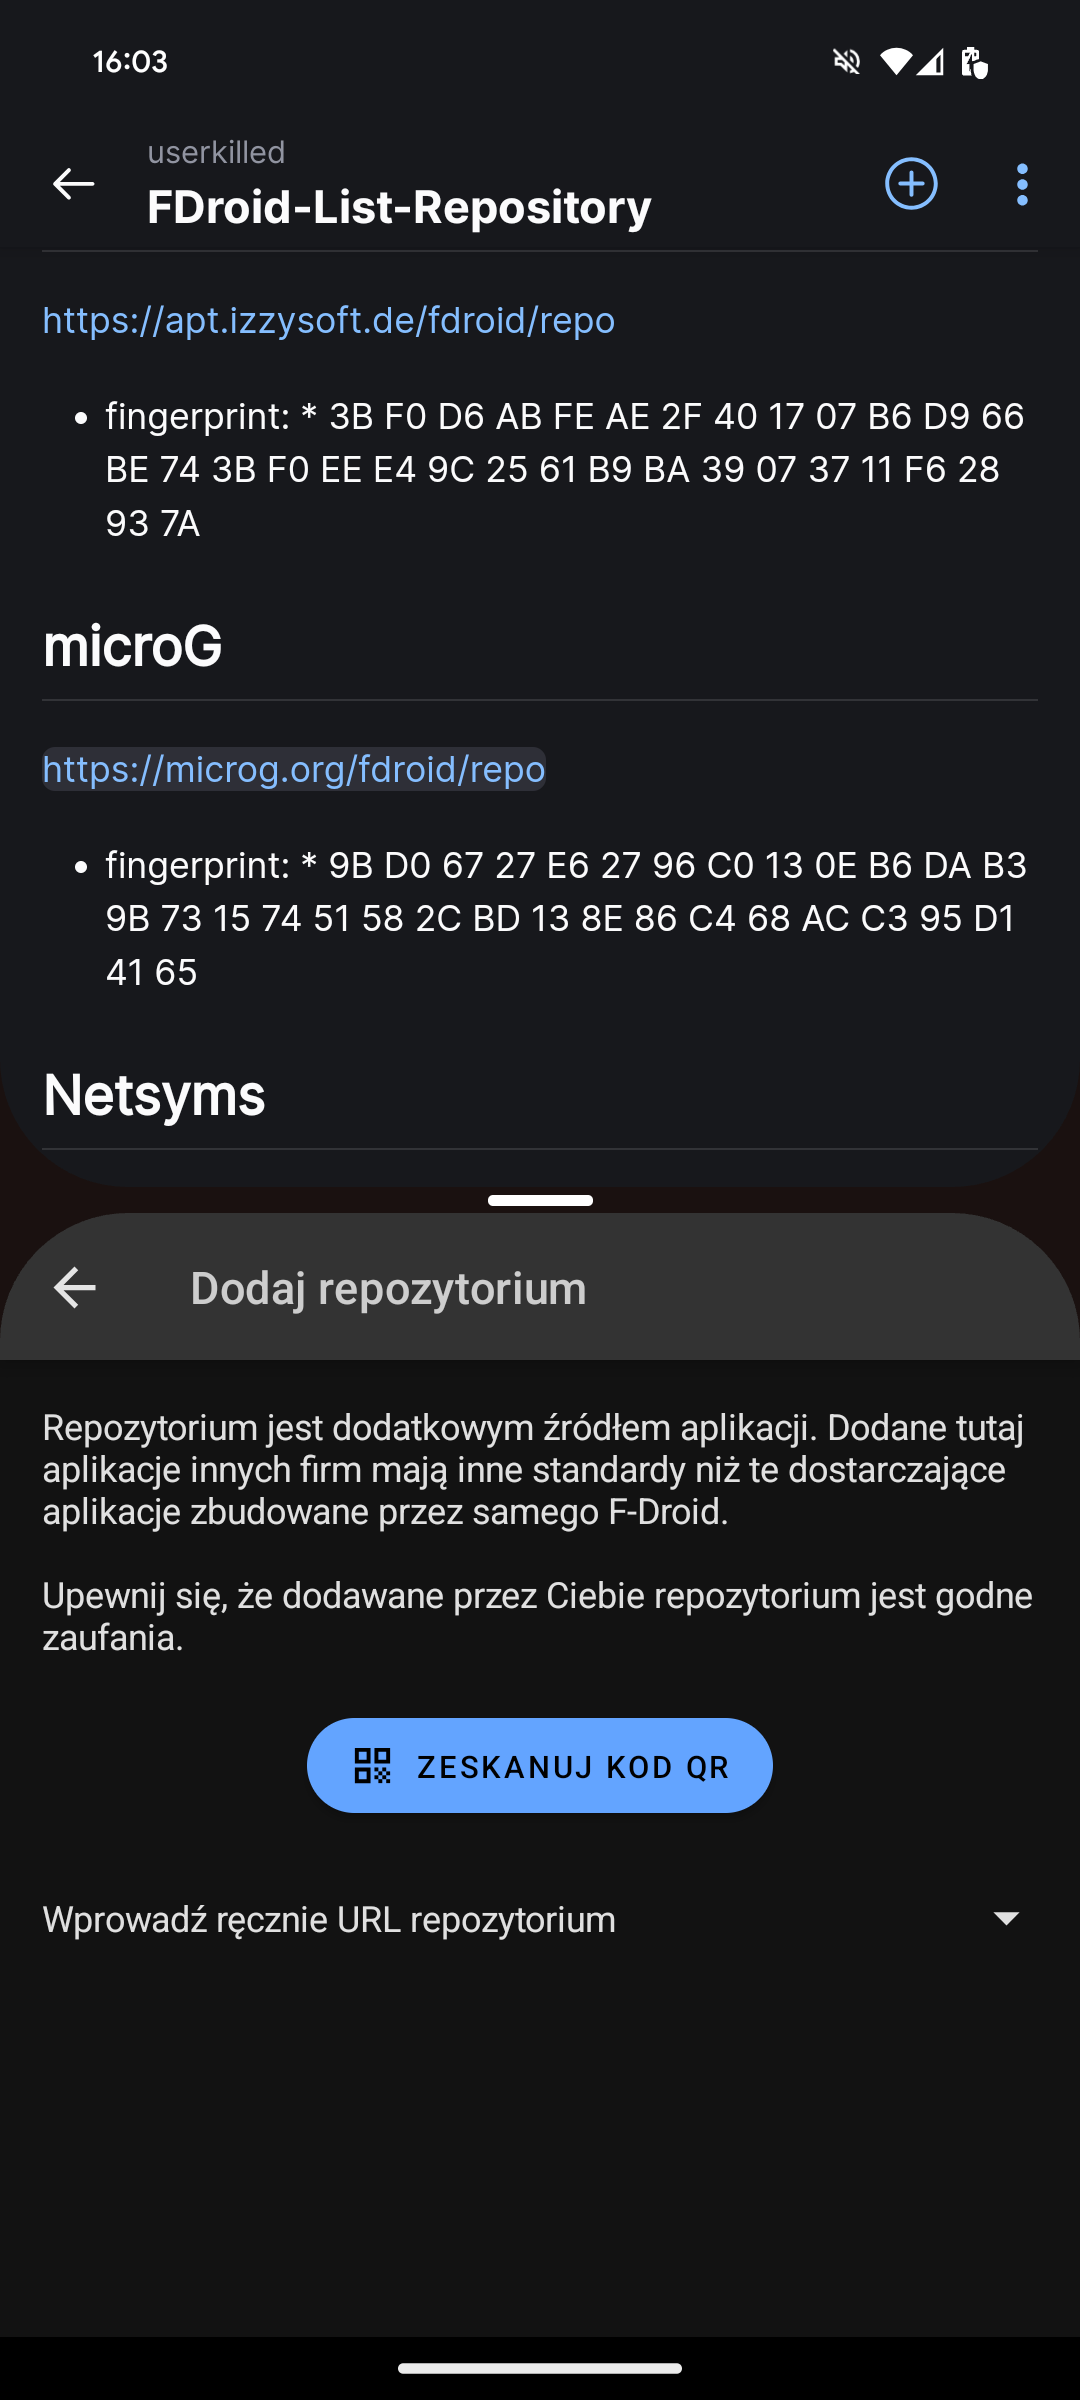 16:03
userkilled
FDroid-List-Repository
https://apt.izzysoft.de/fdroid/repo
• fingerprint: * 3B F0 D6 AB FE AE 2F 40 17 07 B6 D9 66
BE 74 3B F0 EE E4 9C 25 61 B9 BA 39 07 37 11 F6 28
93 7A
microG
https://microg.org/fdroid/repo
• fingerprint: * 9B D0 67 27 E6 27 96 C0 13 0E B6 DA B3
9B 73 15 74 51 58 2C BD 13 8E 86 C4 68 AC C3 95 D1
41 65
Netsyms
Dodaj repozytorium
Repozytorium jest dodatkowym źródłem aplikacji. Dodane tutaj
aplikacje innych firm mają inne standardy niż te dostarczające
aplikacje zbudowane przez samego F-Droid.
Upewnij się, że dodawane przez Ciebie repozytorium jest godne
zaufania.
ZESKANUJ KOD QR
Wprowadź ręcznie URL repozytorium